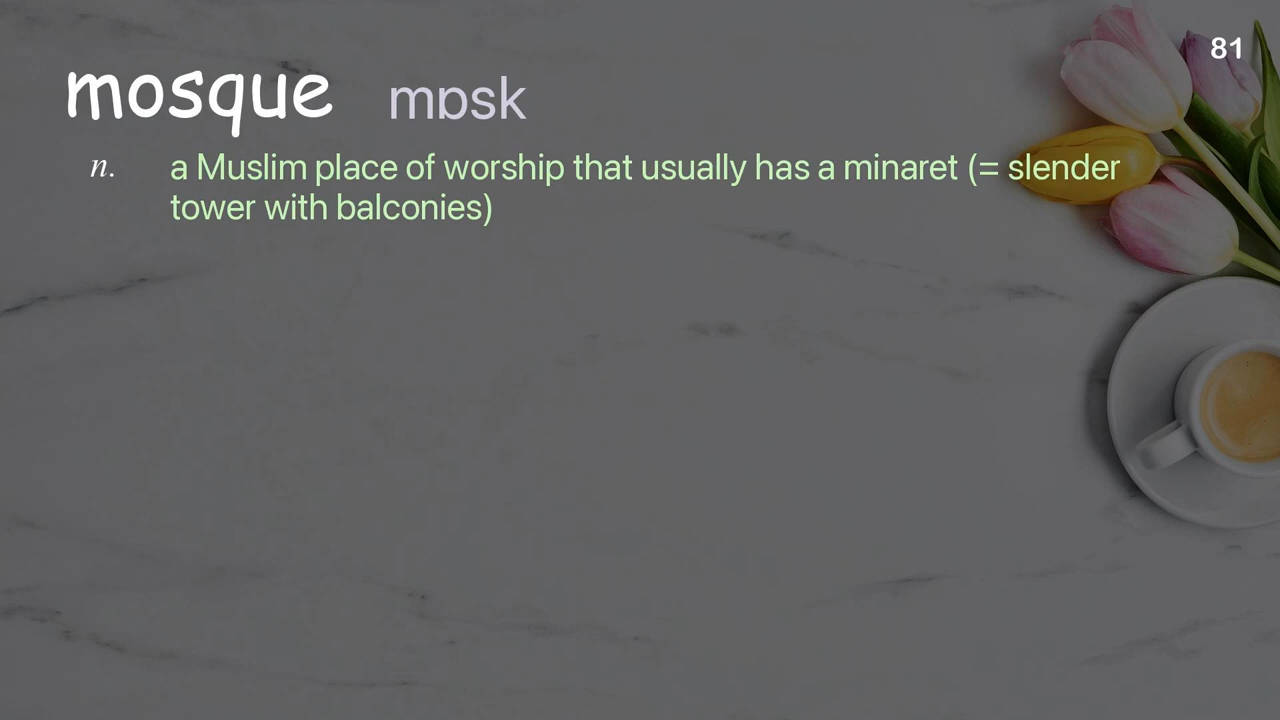 81
mosque mɒsk
n. a Muslim place of worship that usually has a minaret (= slender
tower with balconies)